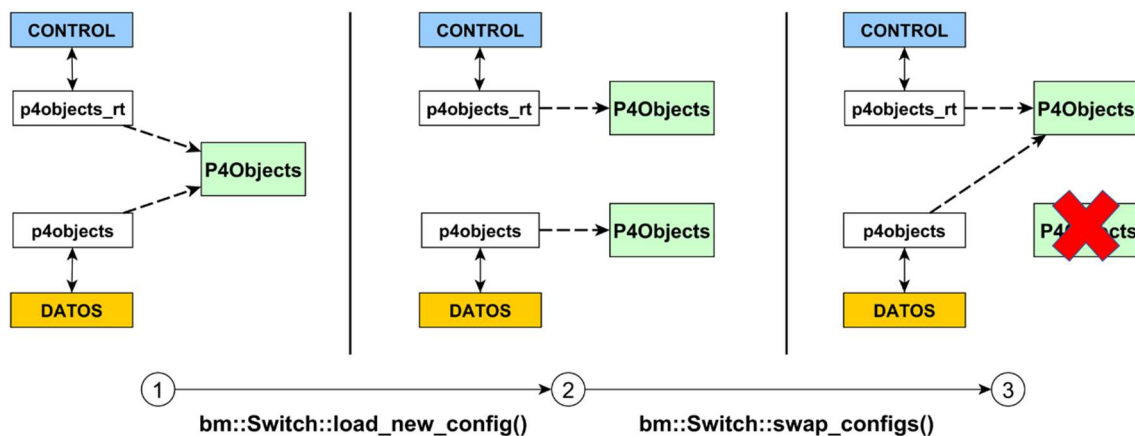 CONTROL
p4objects_rt
P4Objects
p4objects
DATOS
CONTROL
p4objects_rt
P4Objects
p4objects
P4Objects
DATOS
CONTROL
p4objects_rt
P4Objects
p4objects
DATOS
1
2
3
bm::Switch::load_new_config()
bm::Switch::swap_configs()